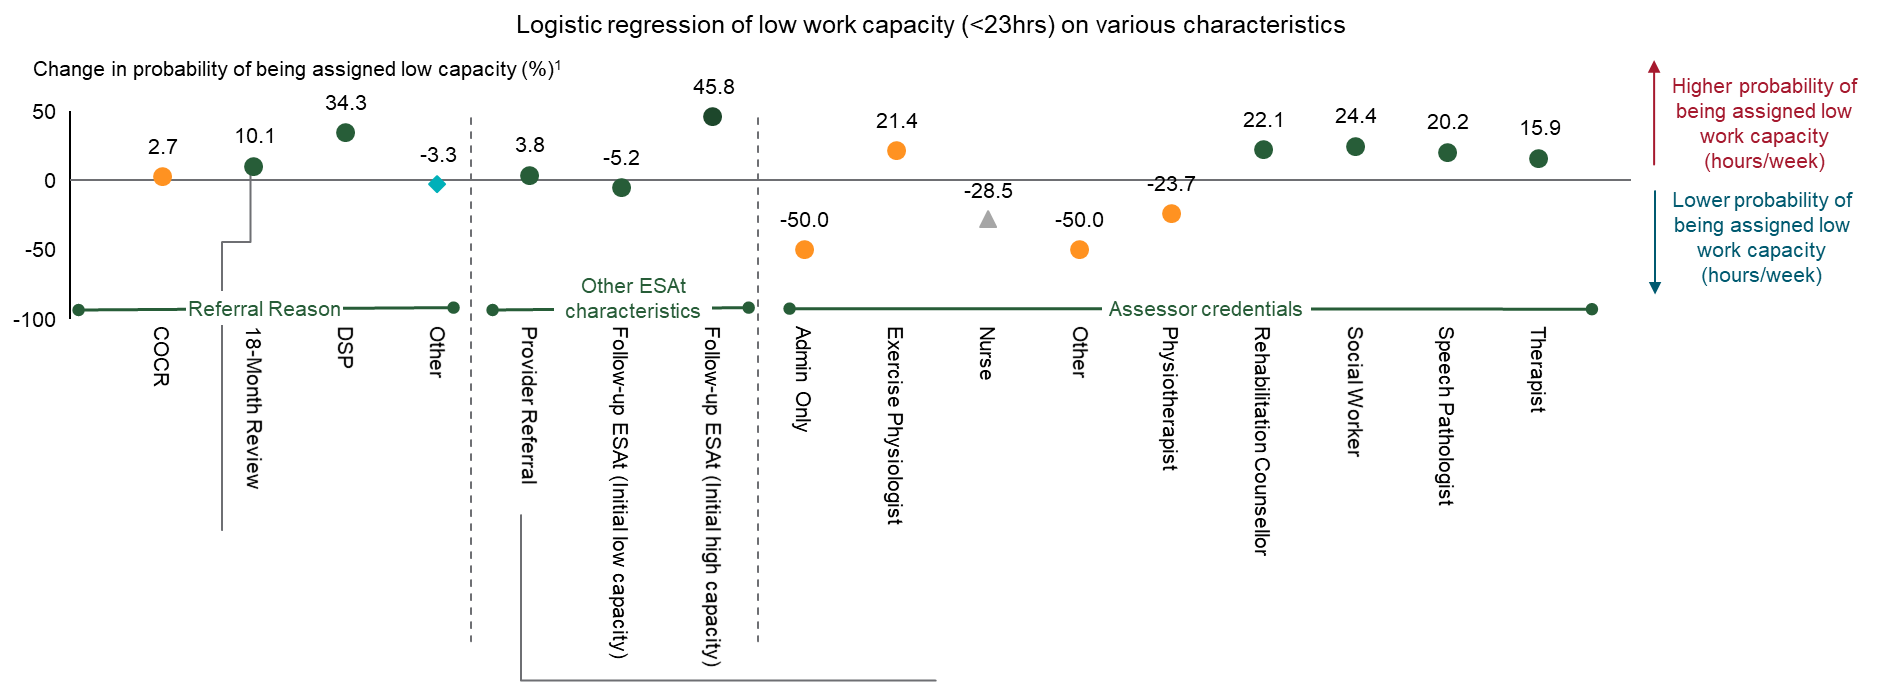 Logistic regression of low work capacity (<23hrs) on various characteristics
Change in probability of being assigned low capacity (%)¹
50
0
-50
-100
2.7
10.1
34.3
-3.3
3.8
-5.2
45.8
-50.0
21.4
-28.5
-50.0
-23.7
22.1
24.4
20.2
15.9
Higher probability of
being assigned low
work capacity
(hours/week)
Lower probability of
being assigned low
work capacity
(hours/week)
Referral Reason
Other ESAt
characteristics
Assessor credentials
COCR
18-Month Review
DSP
Other
Provider Referral
Follow-up ESAt (Initial low capacity)
Follow-up ESAt (Initial high capacity)
Admin Only
Exercise Physiologist
Nurse
Other
Physiotherapist
Rehabilitation Counsellor
Social Worker
Speech Pathologist
Therapist